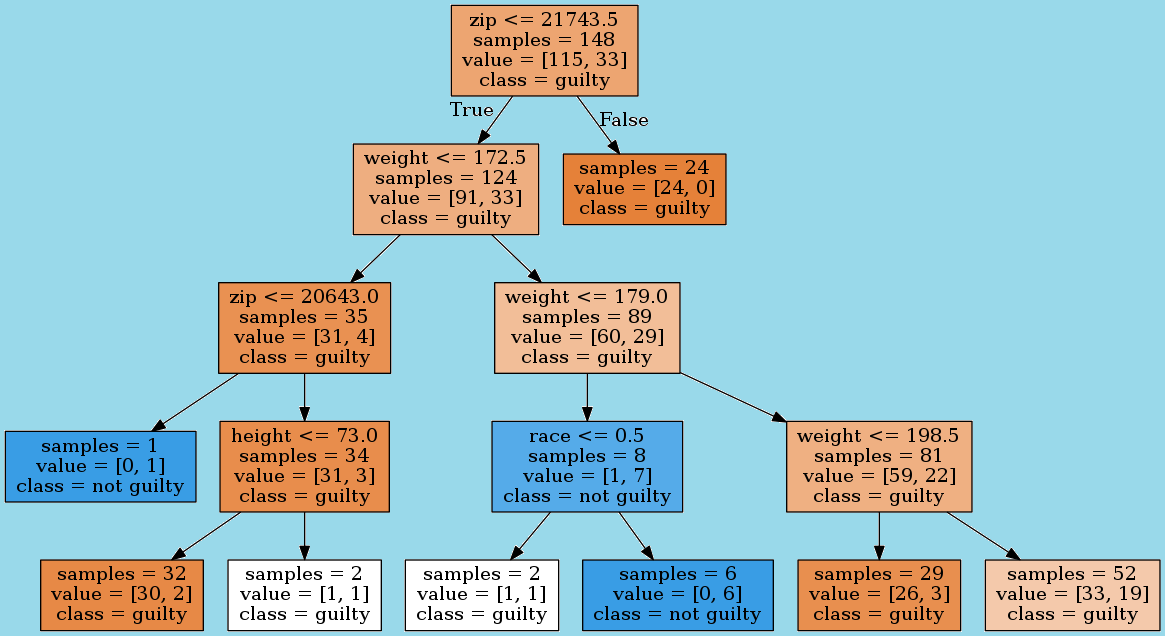 zip <= 21743.5
samples = 148
value = [115, 33]
class = guilty
True
False
weight <= 172.5
samples = 124
value = [91, 33]
class = guilty
samples = 24
value = [24, 0]
class = guilty
zip <= 20643.0
samples = 35
value = [31, 4]
class = guilty
weight <= 179.0
samples = 89
value = [60, 29]
class = guilty
samples = 1
value = [0, 1]
class = not guilty
height <= 73.0
samples = 34
value = [31, 3]
class = guilty
race <= 0.5
samples = 8
value = [1, 7]
class = not guilty
weight <= 198.5
samples = 81
value = [59, 22]
class = guilty
samples = 32
value = [30, 2]
class = guilty
samples = 2
value = [1, 1]
class = guilty
samples = 2
value = [1, 1]
class = guilty
samples = 6
value = [0, 6]
class = not guilty
samples = 29
value = [26, 3]
class = guilty
samples = 52
value = [33, 19]
class = guilty